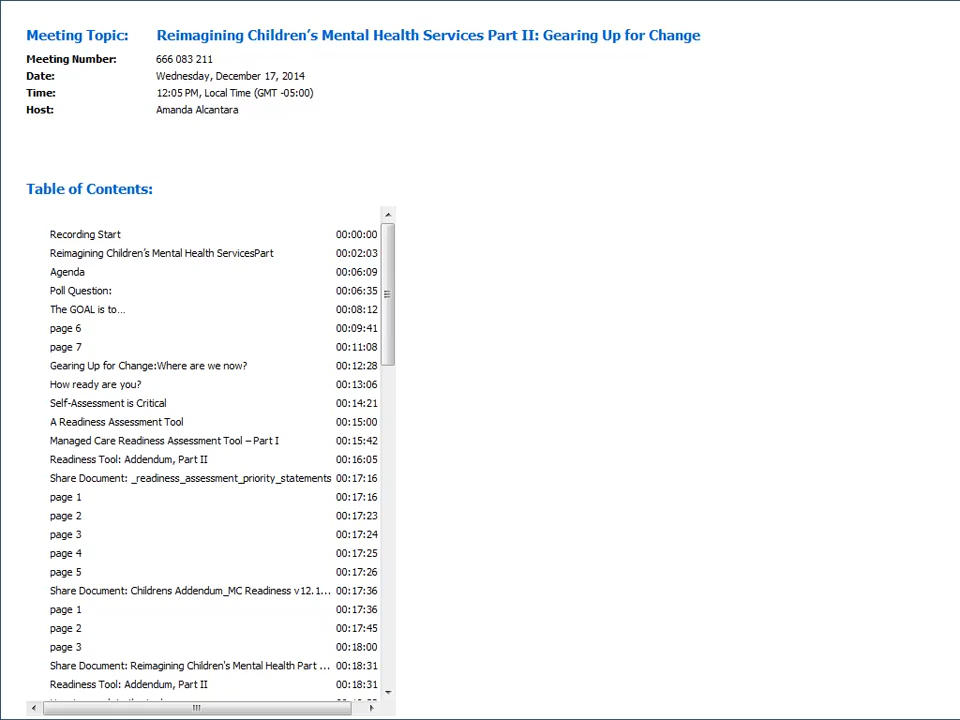 Meeting Topic: Reimagining Children's Mental Health Services Part II: Gearing Up for Change
Meeting Number: 666 083 211
Date: Wednesday, December 17, 2014
Time: 12:05 PM, Local Time (GMT -05:00)
Host: Amanda Alcantara
Table of Contents:
Recording Start 00:00:00
Reimagining Children's Mental Health ServicesPart 00:02:03
Agenda 00:06:09
Poll Question: 00:06:35
The GOAL is to... 00:08:12
page 6 00:09:41
page 7 00:11:08
Gearing Up for Change:Where are we now? 00:12:28
How ready are you? 00:13:06
Self-Assessment is Critical 00:14:21
A Readiness Assessment Tool 00:15:00
Managed Care Readiness Assessment Tool – Part I 00:15:42
Readiness Tool: Addendum, Part II 00:16:05
Share Document: _readiness_assessment_priority_statements 00:17:16
page 1 00:17:16
page 2 00:17:23
page 3 00:17:24
page 4 00:17:25
page 5 00:17:26
Share Document: Childrens Addendum_MC Readiness v12.1... 00:17:36
page 1 00:17:36
page 2 00:17:45
page 3 00:18:00
Share Document: Reimagining Children's Mental Health Part ... 00:18:31
Readiness Tool: Addendum, Part II 00:18:31